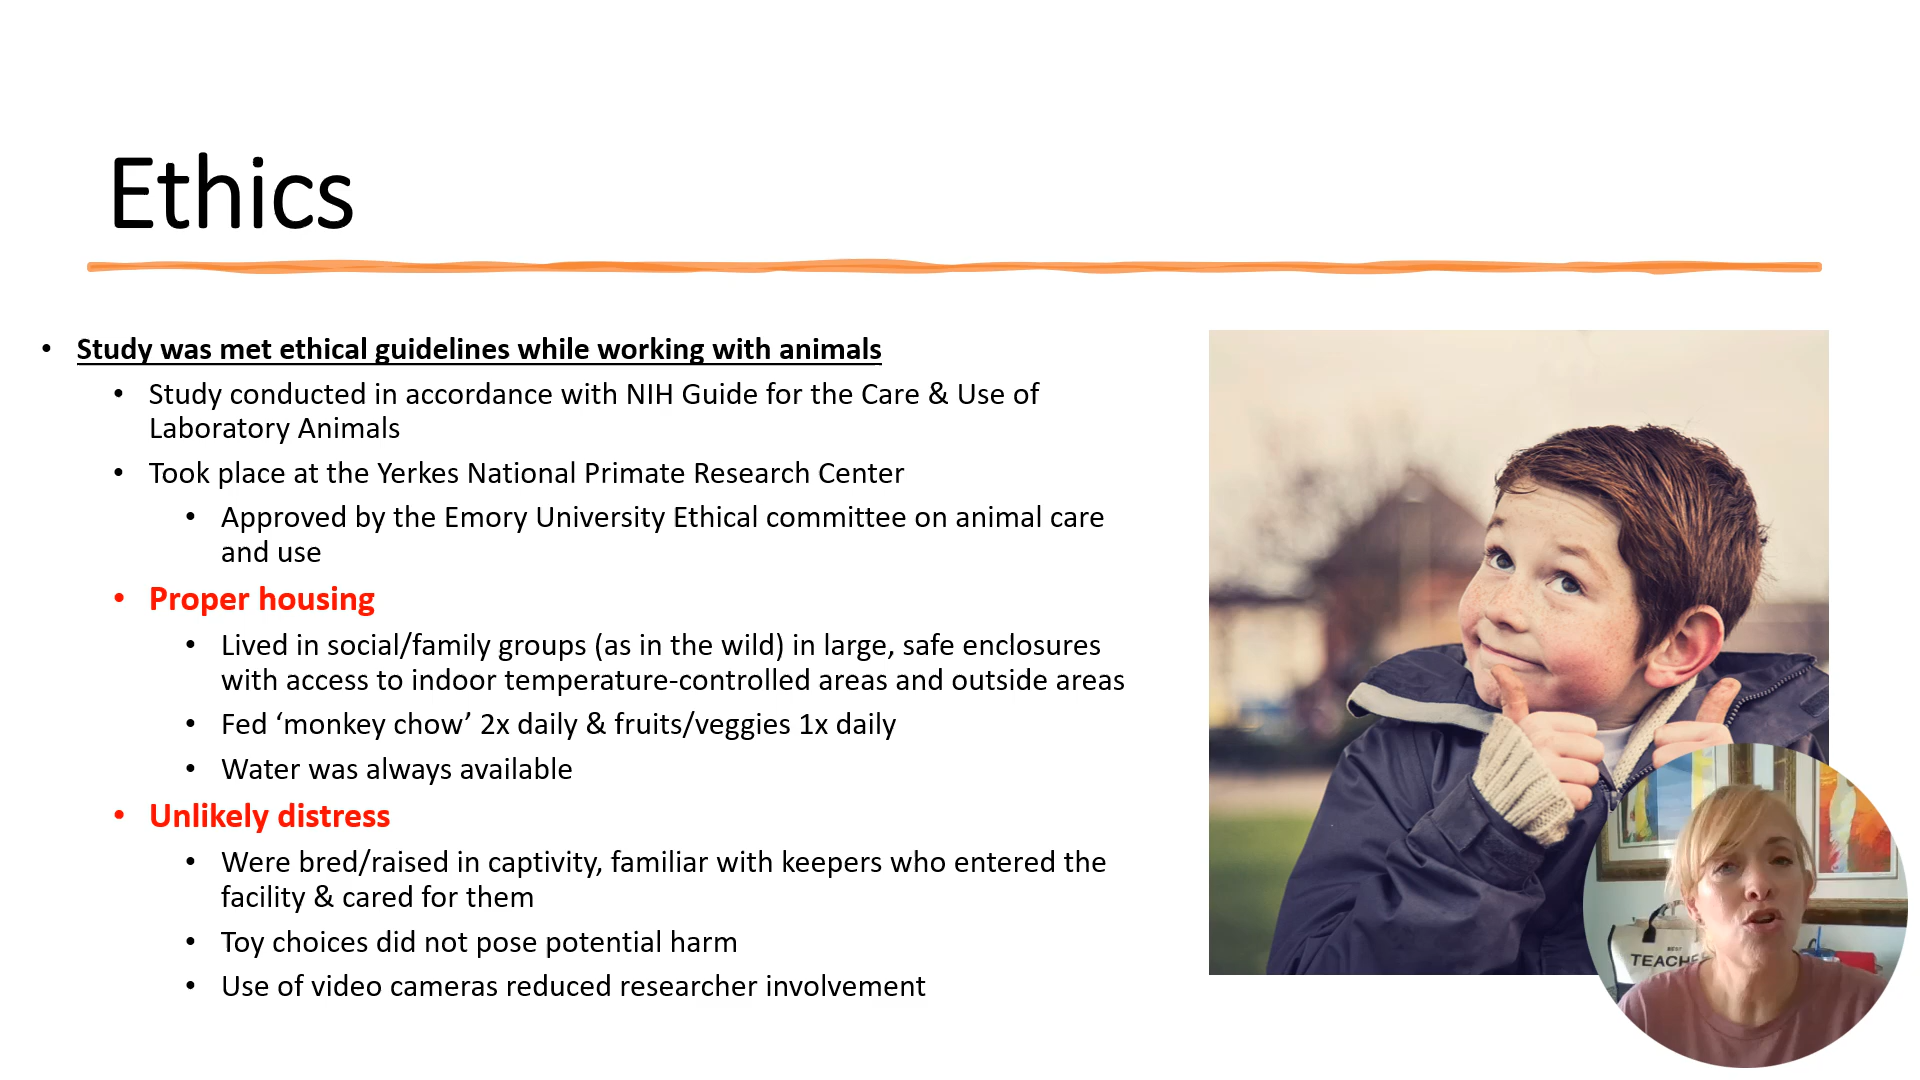 Ethics
• Study was met ethical guidelines while working with animals
• Study conducted in accordance with NIH Guide for the Care & Use of
Laboratory Animals
• Took place at the Yerkes National Primate Research Center
• Approved by the Emory University Ethical committee on animal care
and use
• Proper housing
• Lived in social/family groups (as in the wild) in large, safe enclosures
with access to indoor temperature-controlled areas and outside areas
• Fed ‘monkey chow’ 2x daily & fruits/veggies 1x daily
• Water was always available
• Unlikely distress
• Were bred/raised in captivity, familiar with keepers who entered the
facility & cared for them
• Toy choices did not pose potential harm
• Use of video cameras reduced researcher involvement
BEST
TEACHE